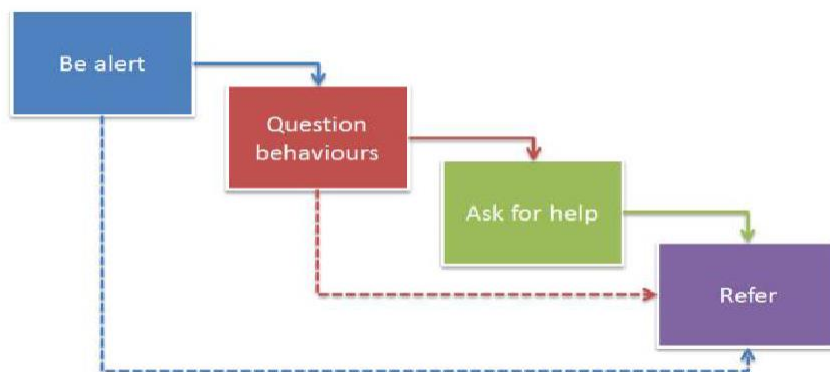 Be alert
Question
behaviours
Ask for help
Refer